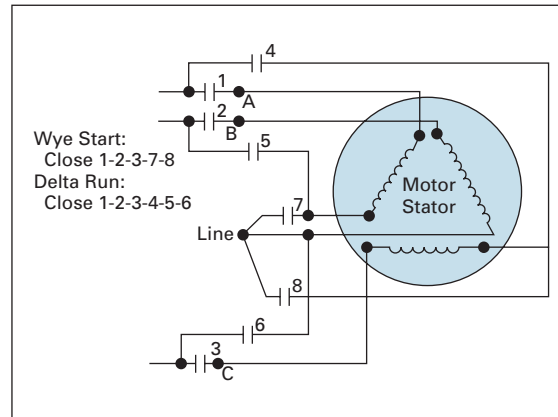 4
1
A
2
B
Wye Start:
Close 1-2-3-7-8
Delta Run:
Close 1-2-3-4-5-6
5
Motor
Stator
7
Line
8
6
3
C